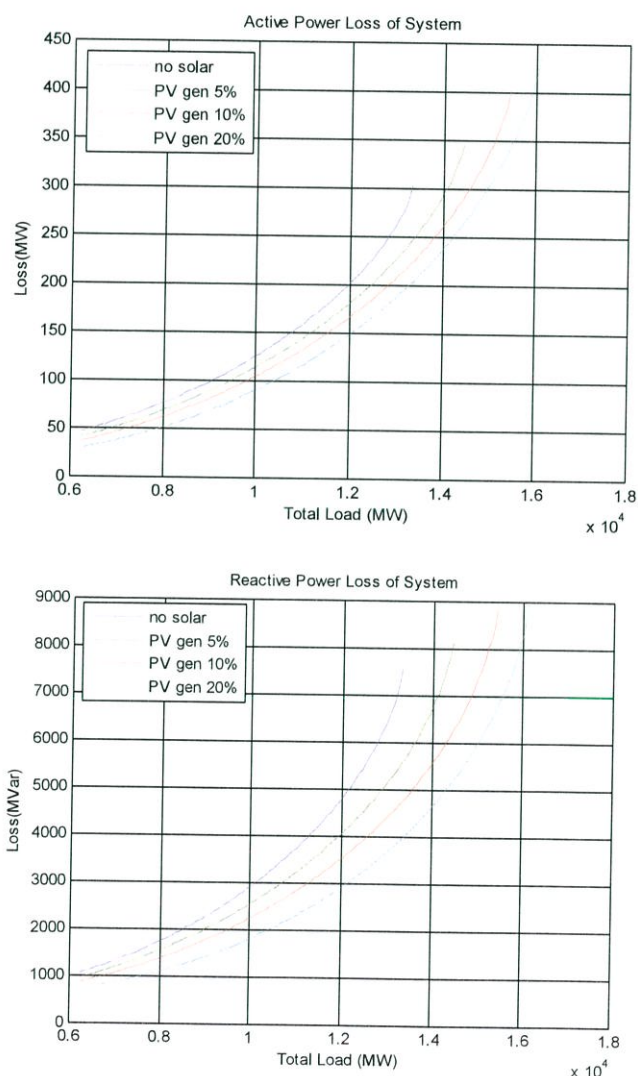 Active Power Loss of System
450
400
350
300
250
200
150
100
50
0
Loss(MW)
no solar
PV gen 5%
PV gen 10%
PV gen 20%
0.6 0.8 1 1.2 1.4 1.6 1.8
Total Load (MW)
x 10^4
Reactive Power Loss of System
9000
8000
7000
6000
5000
4000
3000
2000
1000
0
Loss(MVar)
no solar
PV gen 5%
PV gen 10%
PV gen 20%
0.6 0.8 1 1.2 1.4 1.6 1.8
Total Load (MW)
x 10^4